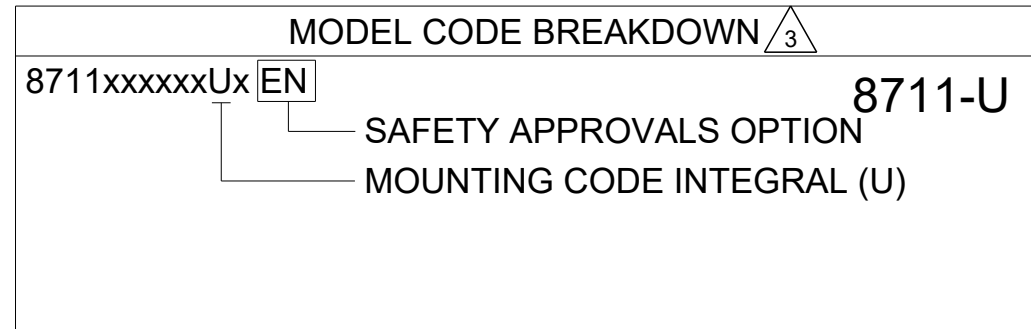 MODEL CODE BREAKDOWN 3
8711xxxxxxUx EN
8711-U
SAFETY APPROVALS OPTION
MOUNTING CODE INTEGRAL (U)